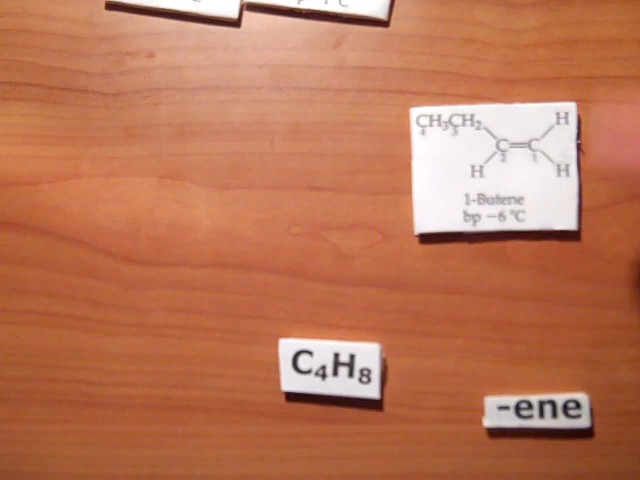 CH₃CH₂ H
4 3
C=C
2 1
H H
1-Butene
bp −6 °C
C₄H₈
-ene